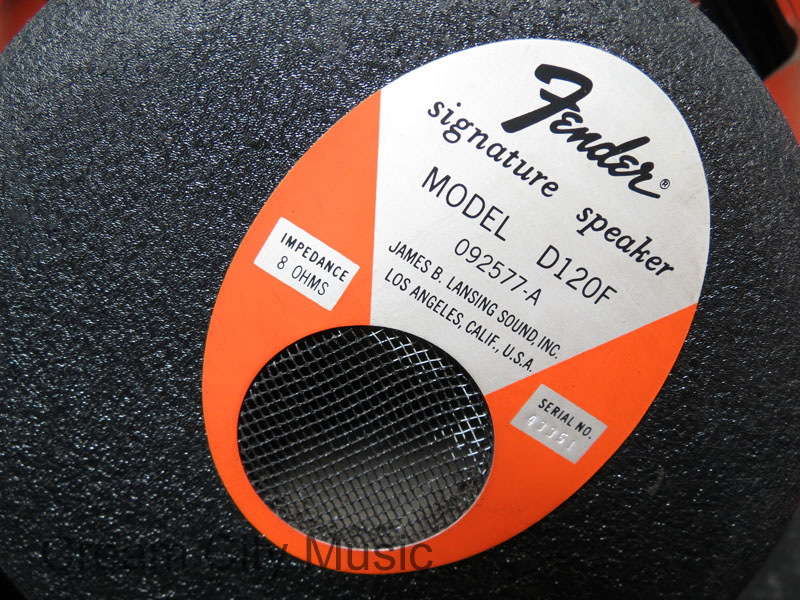 Fender®
signature speaker
MODEL D120F
092577-A
JAMES B. LANSING SOUND, INC.
LOS ANGELES, CALIF., U.S.A.
IMPEDANCE
8 OHMS
SERIAL NO.
Cream City Music